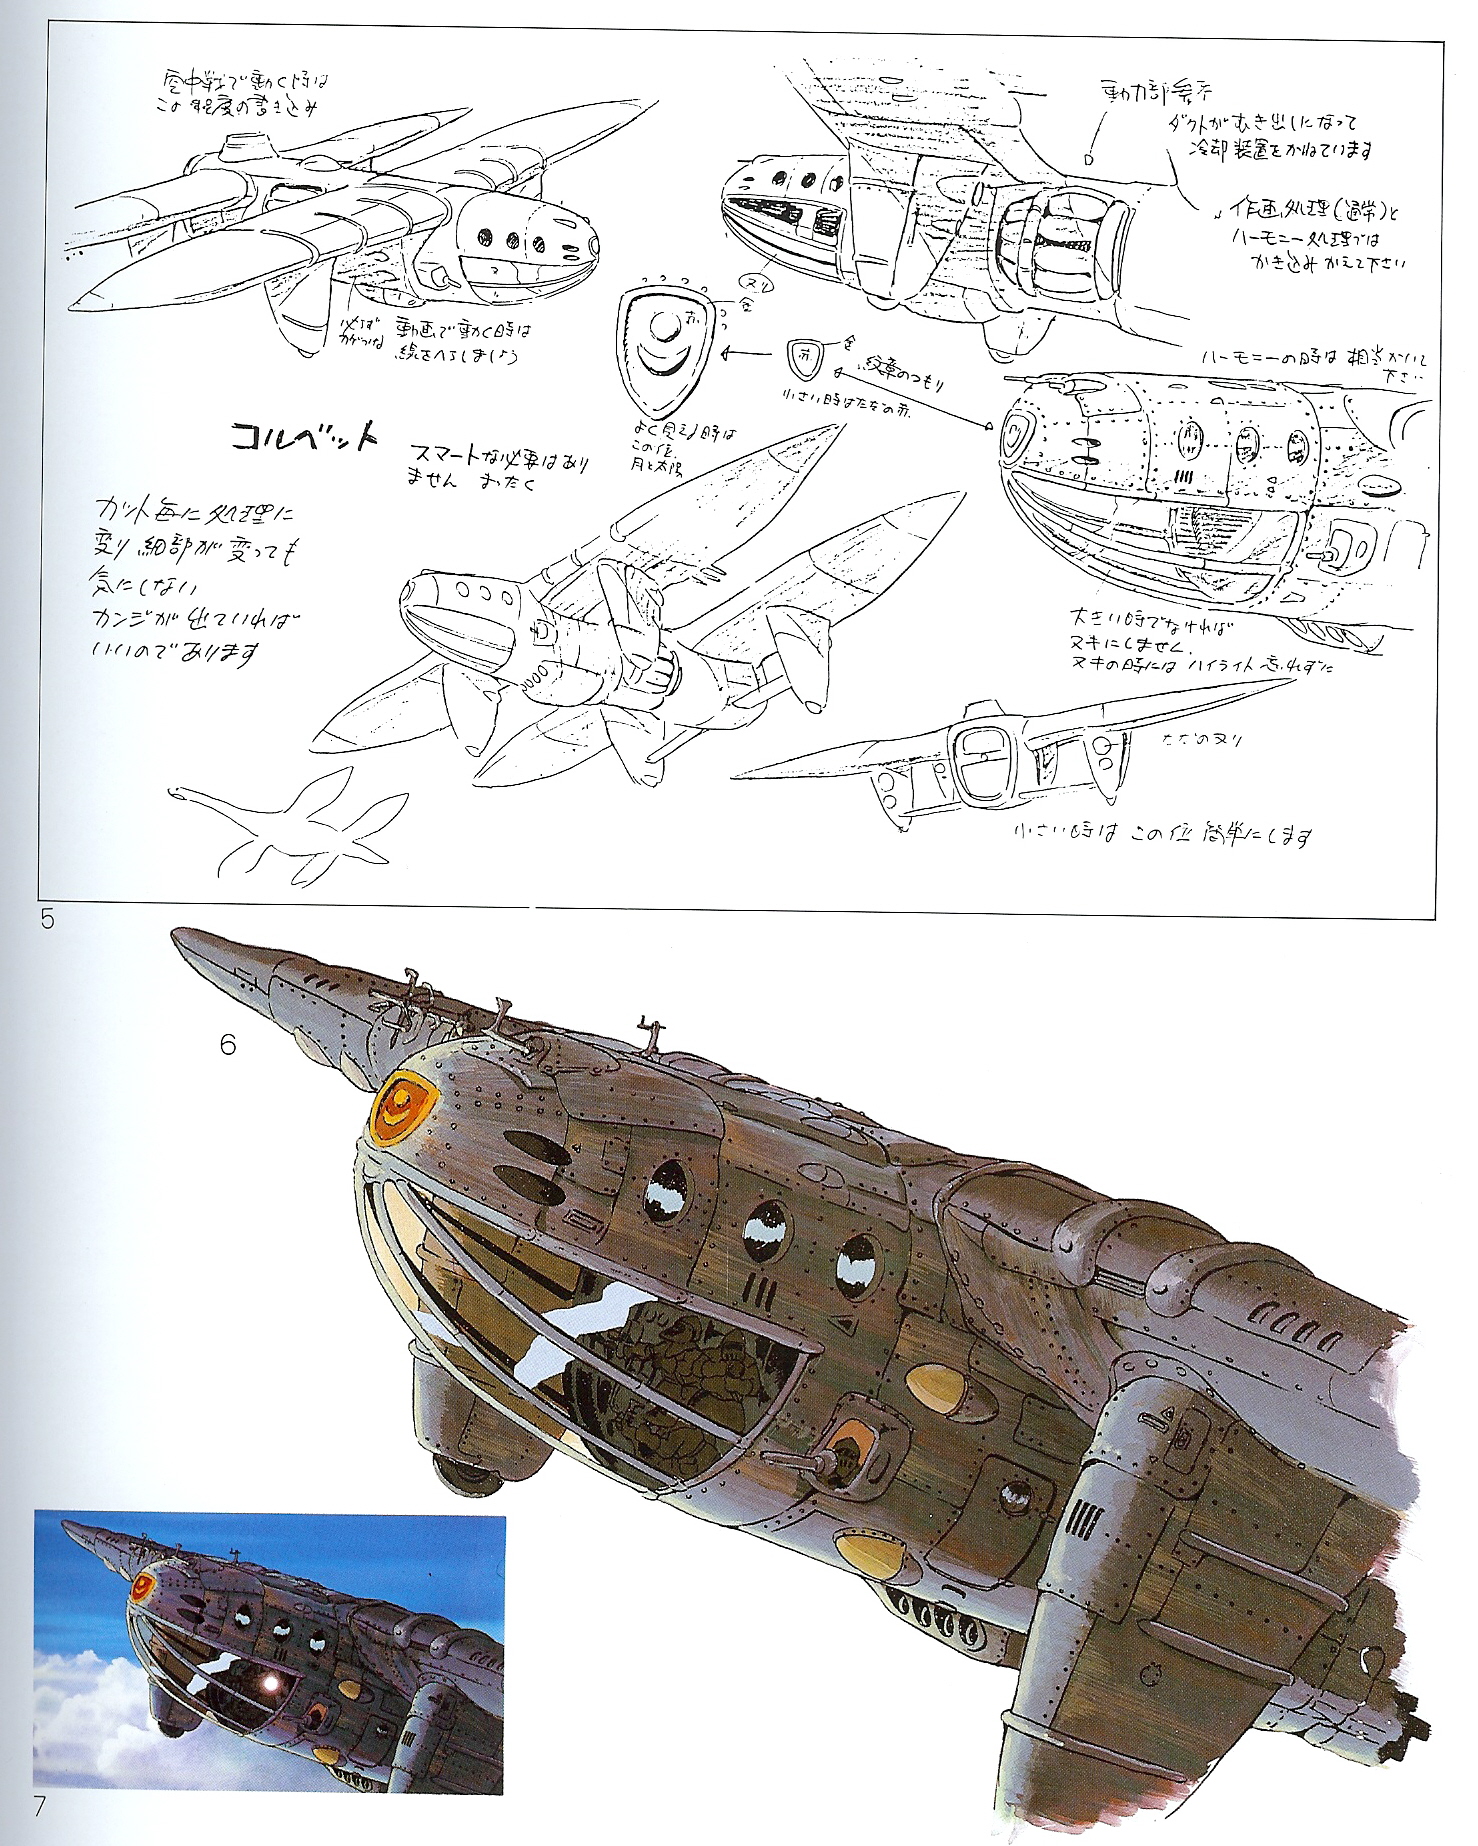 空中戦で動く時は
この程度の書き込み
動力部参示
ダクトがむき出しになって
冷却装置をかねています
作画処理(通常)と
ハーモニー処理では
かき込みかえて下さい
ヌリ
金
赤
必ず
動画で動く時は
線をへらしましょう
金
赤
紋章のつもり
小さい時はただの赤
ハーモニーの時は 相当かいて
下さい
よく見える時は
この位
月と太陽
コルベット
スマートな必要はあり
ません まったく
カット毎に処理に
変り 細部が変っても
気にしない
カンジが出ていれば
いいのであります
大きい時でなければ
ヌキにしません
ヌキの時には ハイライト忘れずに
ただのヌリ
小さい時は この位 簡単にします
5
6
7